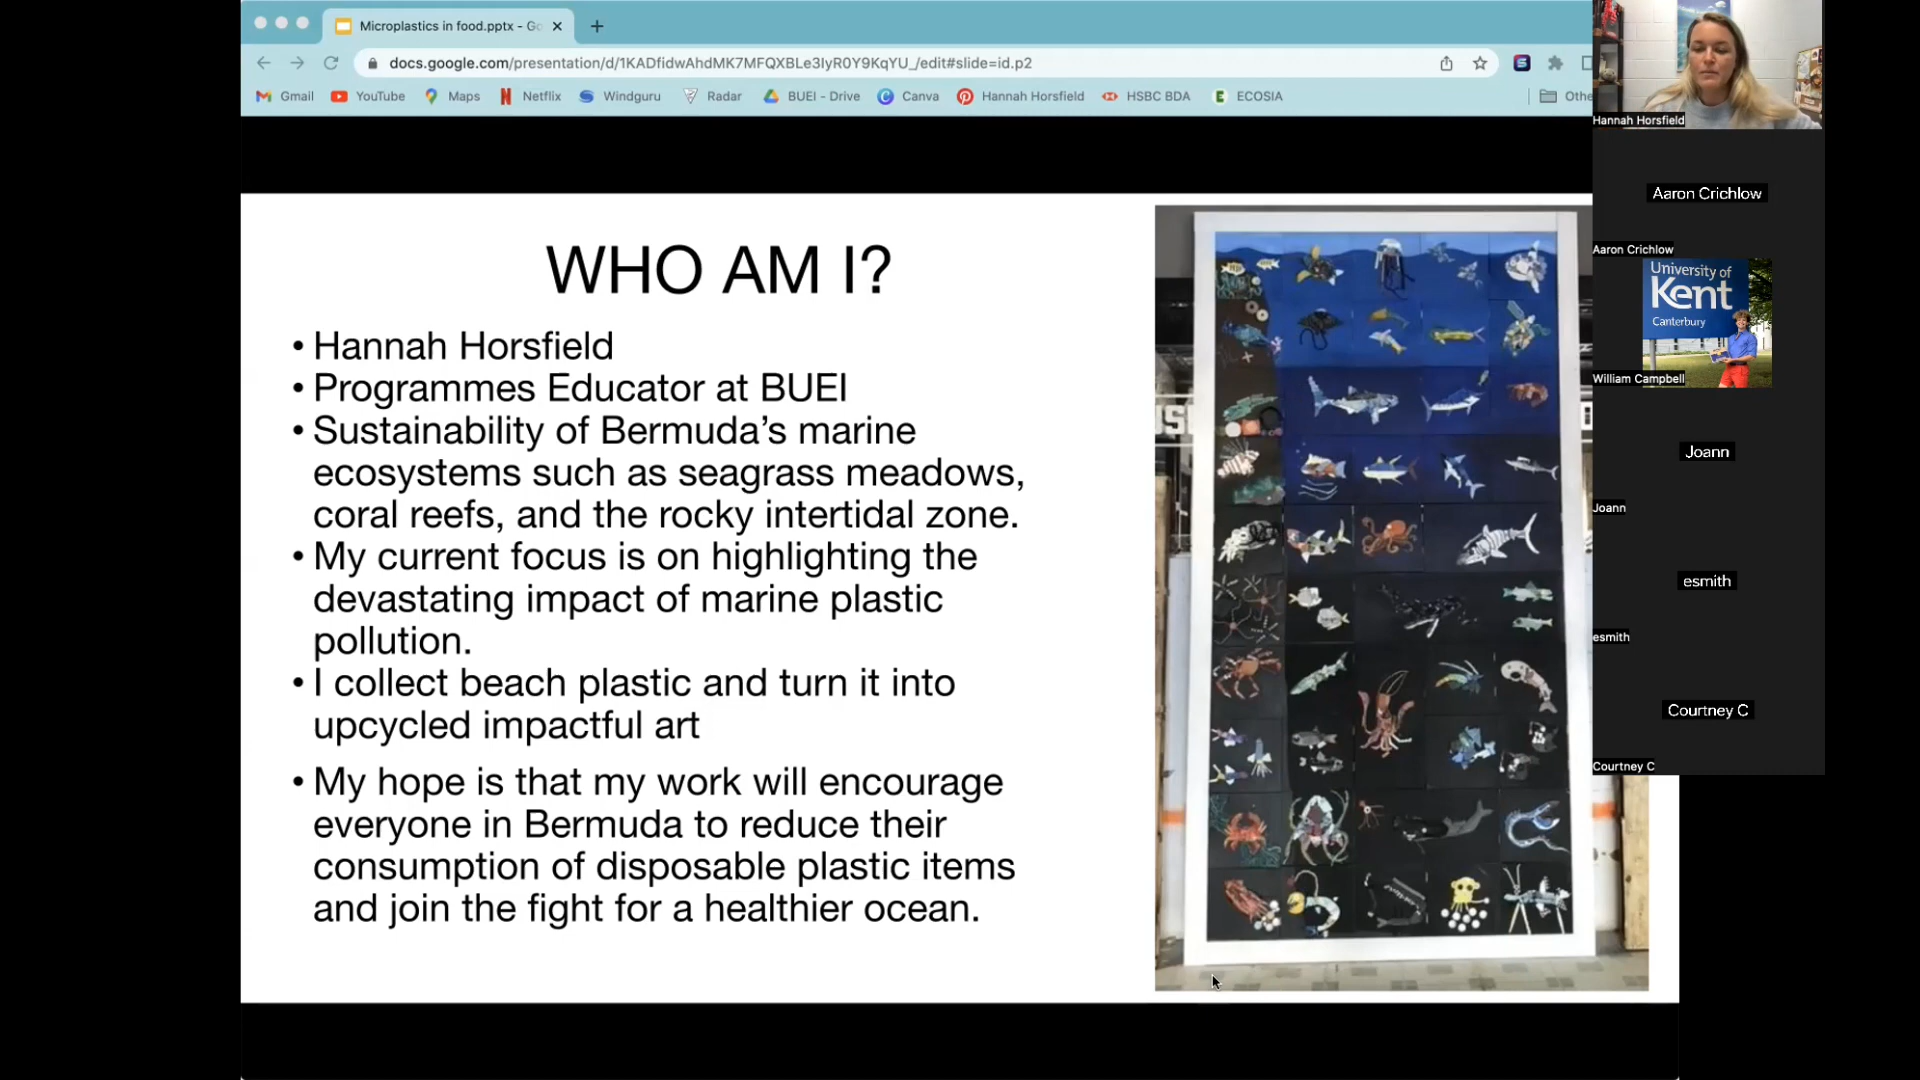 Microplastics in food.pptx - Go
docs.google.com/presentation/d/1KADfidwAhdMK7MFQXBLe3IyR0Y9KqYU_/edit#slide=id.p2
Gmail YouTube Maps Netflix Windguru Radar BUEI - Drive Canva Hannah Horsfield HSBC BDA ECOSIA Othe
WHO AM I?
• Hannah Horsfield
• Programmes Educator at BUEI
• Sustainability of Bermuda’s marine
ecosystems such as seagrass meadows,
coral reefs, and the rocky intertidal zone.
• My current focus is on highlighting the
devastating impact of marine plastic
pollution.
• I collect beach plastic and turn it into
upcycled impactful art
• My hope is that my work will encourage
everyone in Bermuda to reduce their
consumption of disposable plastic items
and join the fight for a healthier ocean.
Hannah Horsfield
Aaron Crichlow
Aaron Crichlow
University of
Kent
Canterbury
William Campbell
Joann
Joann
esmith
esmith
Courtney C
Courtney C